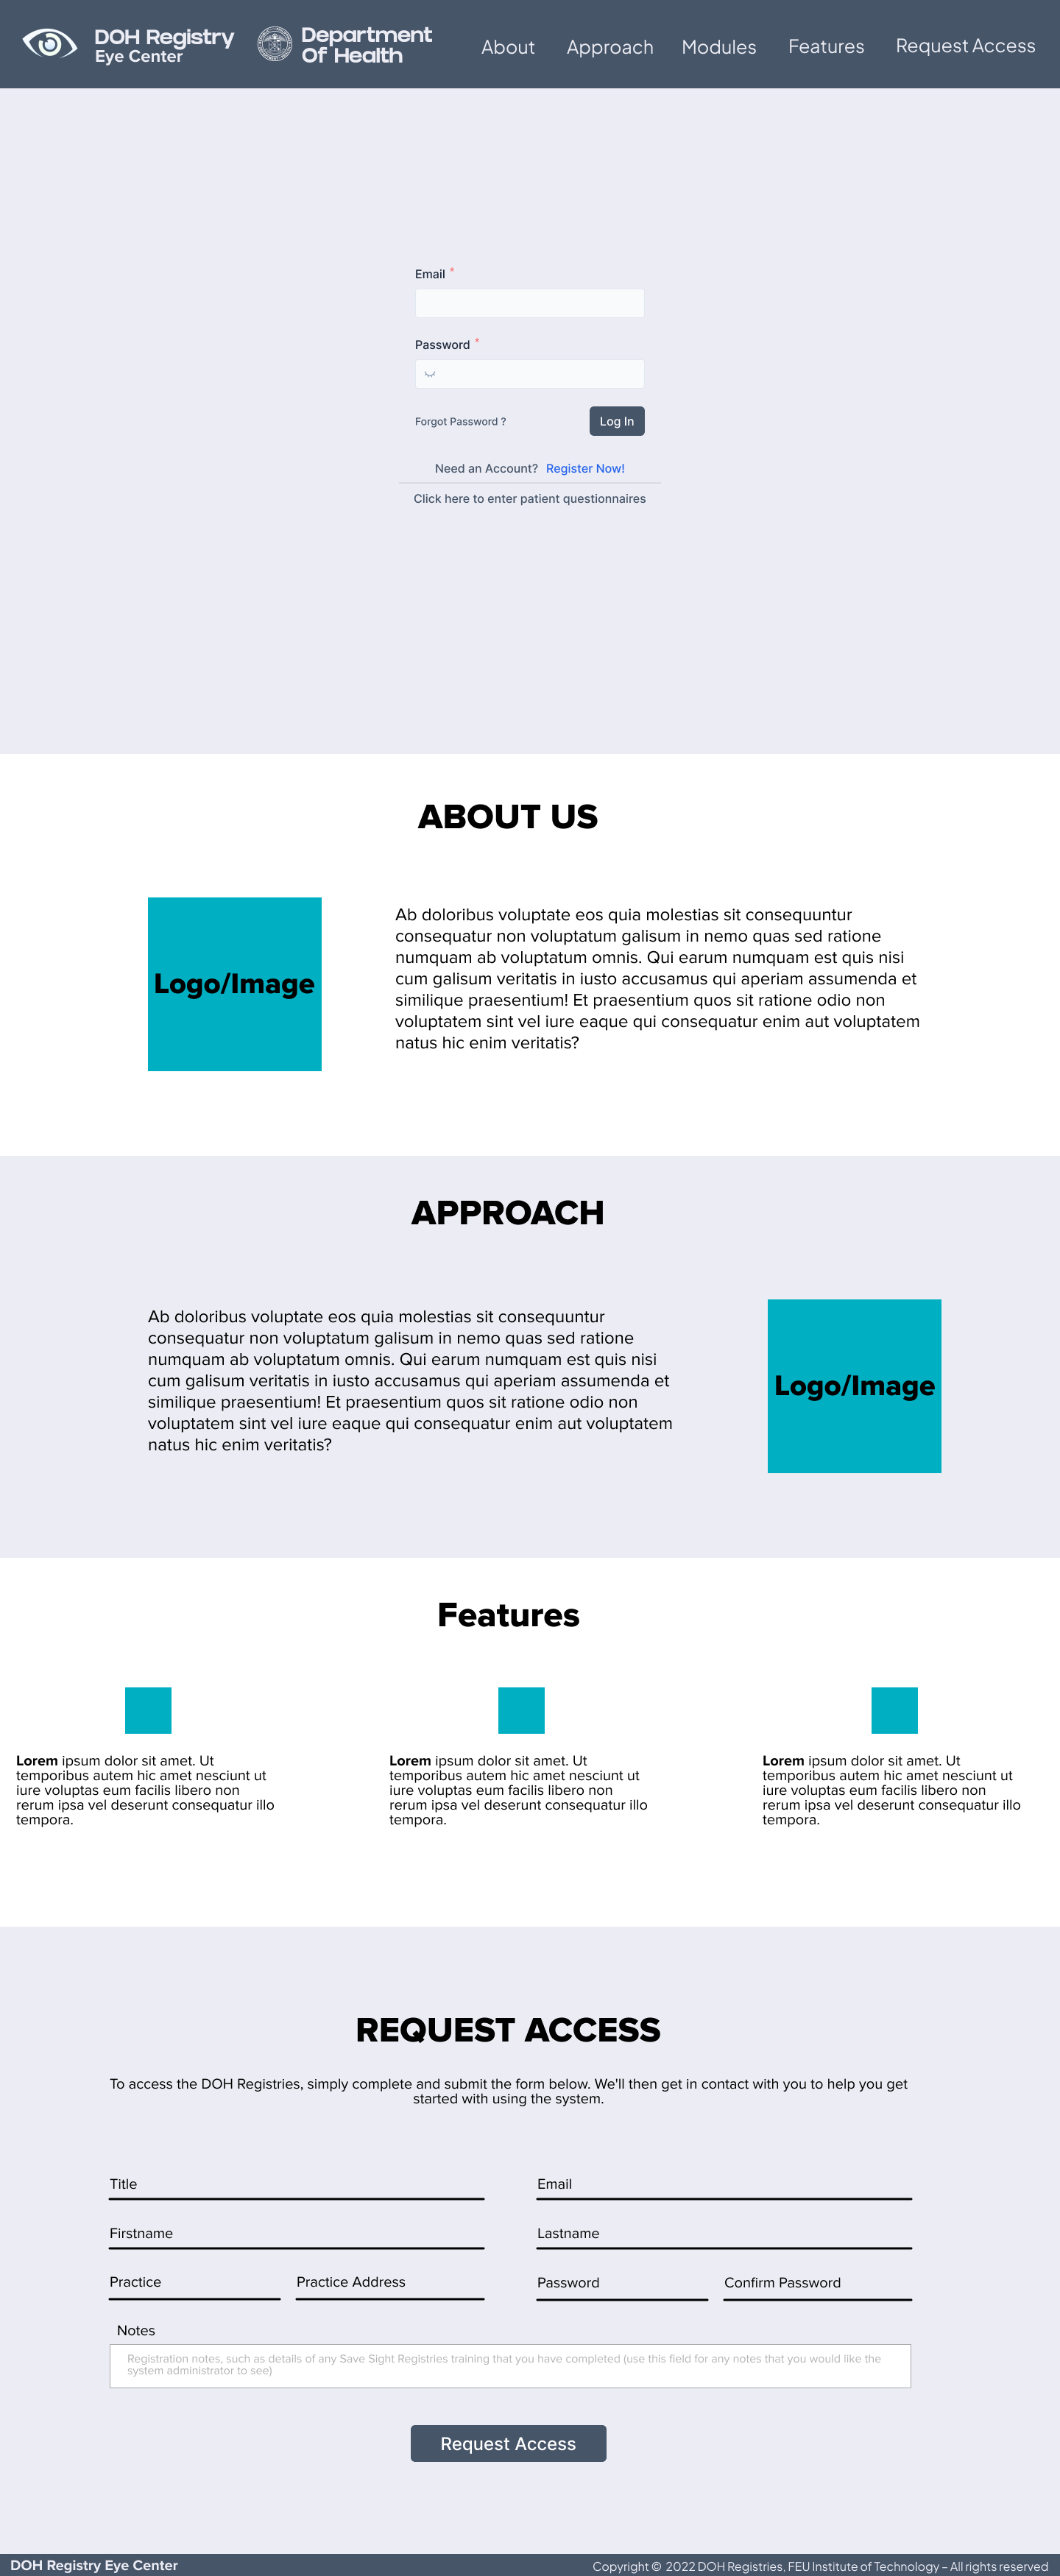 DOH Registry
Eye Center
Department
Of Health
About
Approach
Modules
Features
Request Access
Email *
Password *
Forgot Password ?
Log In
Need an Account? Register Now!
Click here to enter patient questionnaires
ABOUT US
Logo/Image
Ab doloribus voluptate eos quia molestias sit consequuntur
consequatur non voluptatum galisum in nemo quas sed ratione
numquam ab voluptatum omnis. Qui earum numquam est quis nisi
cum galisum veritatis in iusto accusamus qui aperiam assumenda et
similique praesentium! Et praesentium quos sit ratione odio non
voluptatem sint vel iure eaque qui consequatur enim aut voluptatem
natus hic enim veritatis?
APPROACH
Ab doloribus voluptate eos quia molestias sit consequuntur
consequatur non voluptatum galisum in nemo quas sed ratione
numquam ab voluptatum omnis. Qui earum numquam est quis nisi
cum galisum veritatis in iusto accusamus qui aperiam assumenda et
similique praesentium! Et praesentium quos sit ratione odio non
voluptatem sint vel iure eaque qui consequatur enim aut voluptatem
natus hic enim veritatis?
Logo/Image
Features
Lorem ipsum dolor sit amet. Ut
temporibus autem hic amet nesciunt ut
iure voluptas eum facilis libero non
rerum ipsa vel deserunt consequatur illo
tempora.
Lorem ipsum dolor sit amet. Ut
temporibus autem hic amet nesciunt ut
iure voluptas eum facilis libero non
rerum ipsa vel deserunt consequatur illo
tempora.
Lorem ipsum dolor sit amet. Ut
temporibus autem hic amet nesciunt ut
iure voluptas eum facilis libero non
rerum ipsa vel deserunt consequatur illo
tempora.
REQUEST ACCESS
To access the DOH Registries, simply complete and submit the form below. We'll then get in contact with you to help you get
started with using the system.
Title
Email
Firstname
Lastname
Practice
Practice Address
Password
Confirm Password
Notes
Registration notes, such as details of any Save Sight Registries training that you have completed (use this field for any notes that you would like the
system administrator to see)
Request Access
DOH Registry Eye Center
Copyright © 2022 DOH Registries, FEU Institute of Technology – All rights reserved